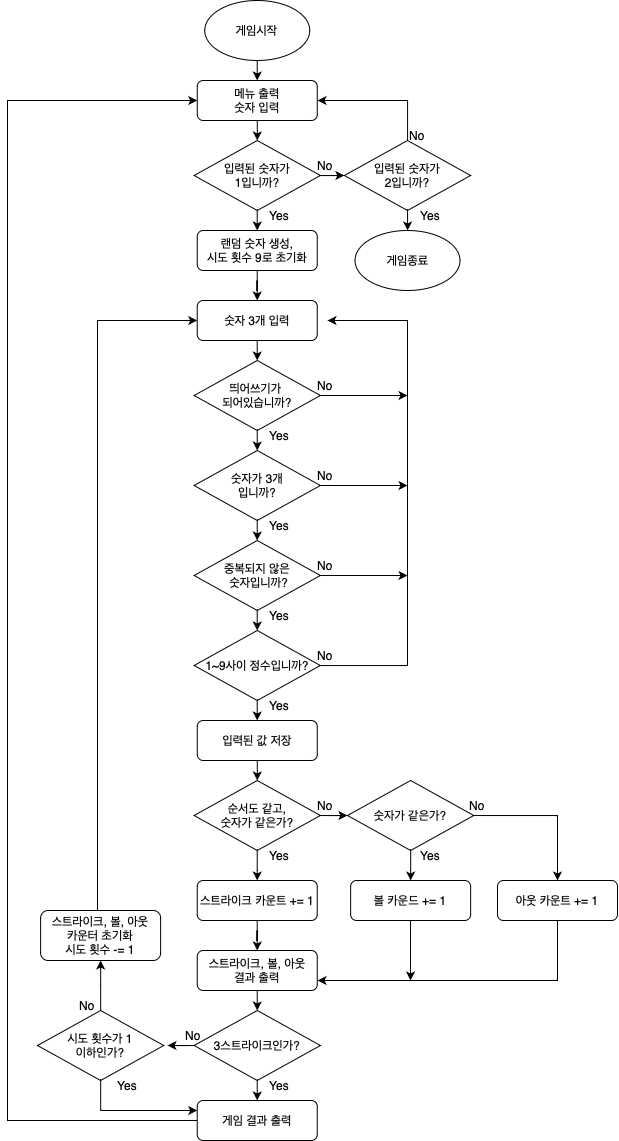 게임시작
메뉴 출력
숫자 입력
No
입력된 숫자가
1입니까?
No
입력된 숫자가
2입니까?
Yes
Yes
랜덤 숫자 생성,
시도 횟수 9로 초기화
게임종료
숫자 3개 입력
띄어쓰기가
되어있습니까?
No
Yes
숫자가 3개
입니까?
No
Yes
중복되지 않은
숫자입니까?
No
Yes
1~9사이 정수입니까?
No
Yes
입력된 값 저장
순서도 같고,
숫자가 같은가?
No
숫자가 같은가?
No
Yes
Yes
스트라이크 카운트 += 1
볼 카운드 += 1
아웃 카운트 += 1
스트라이크, 볼, 아웃
카운터 초기화
시도 횟수 -= 1
스트라이크, 볼, 아웃
결과 출력
No
시도 횟수가 1
이하인가?
No
3스트라이크인가?
Yes
Yes
게임 결과 출력